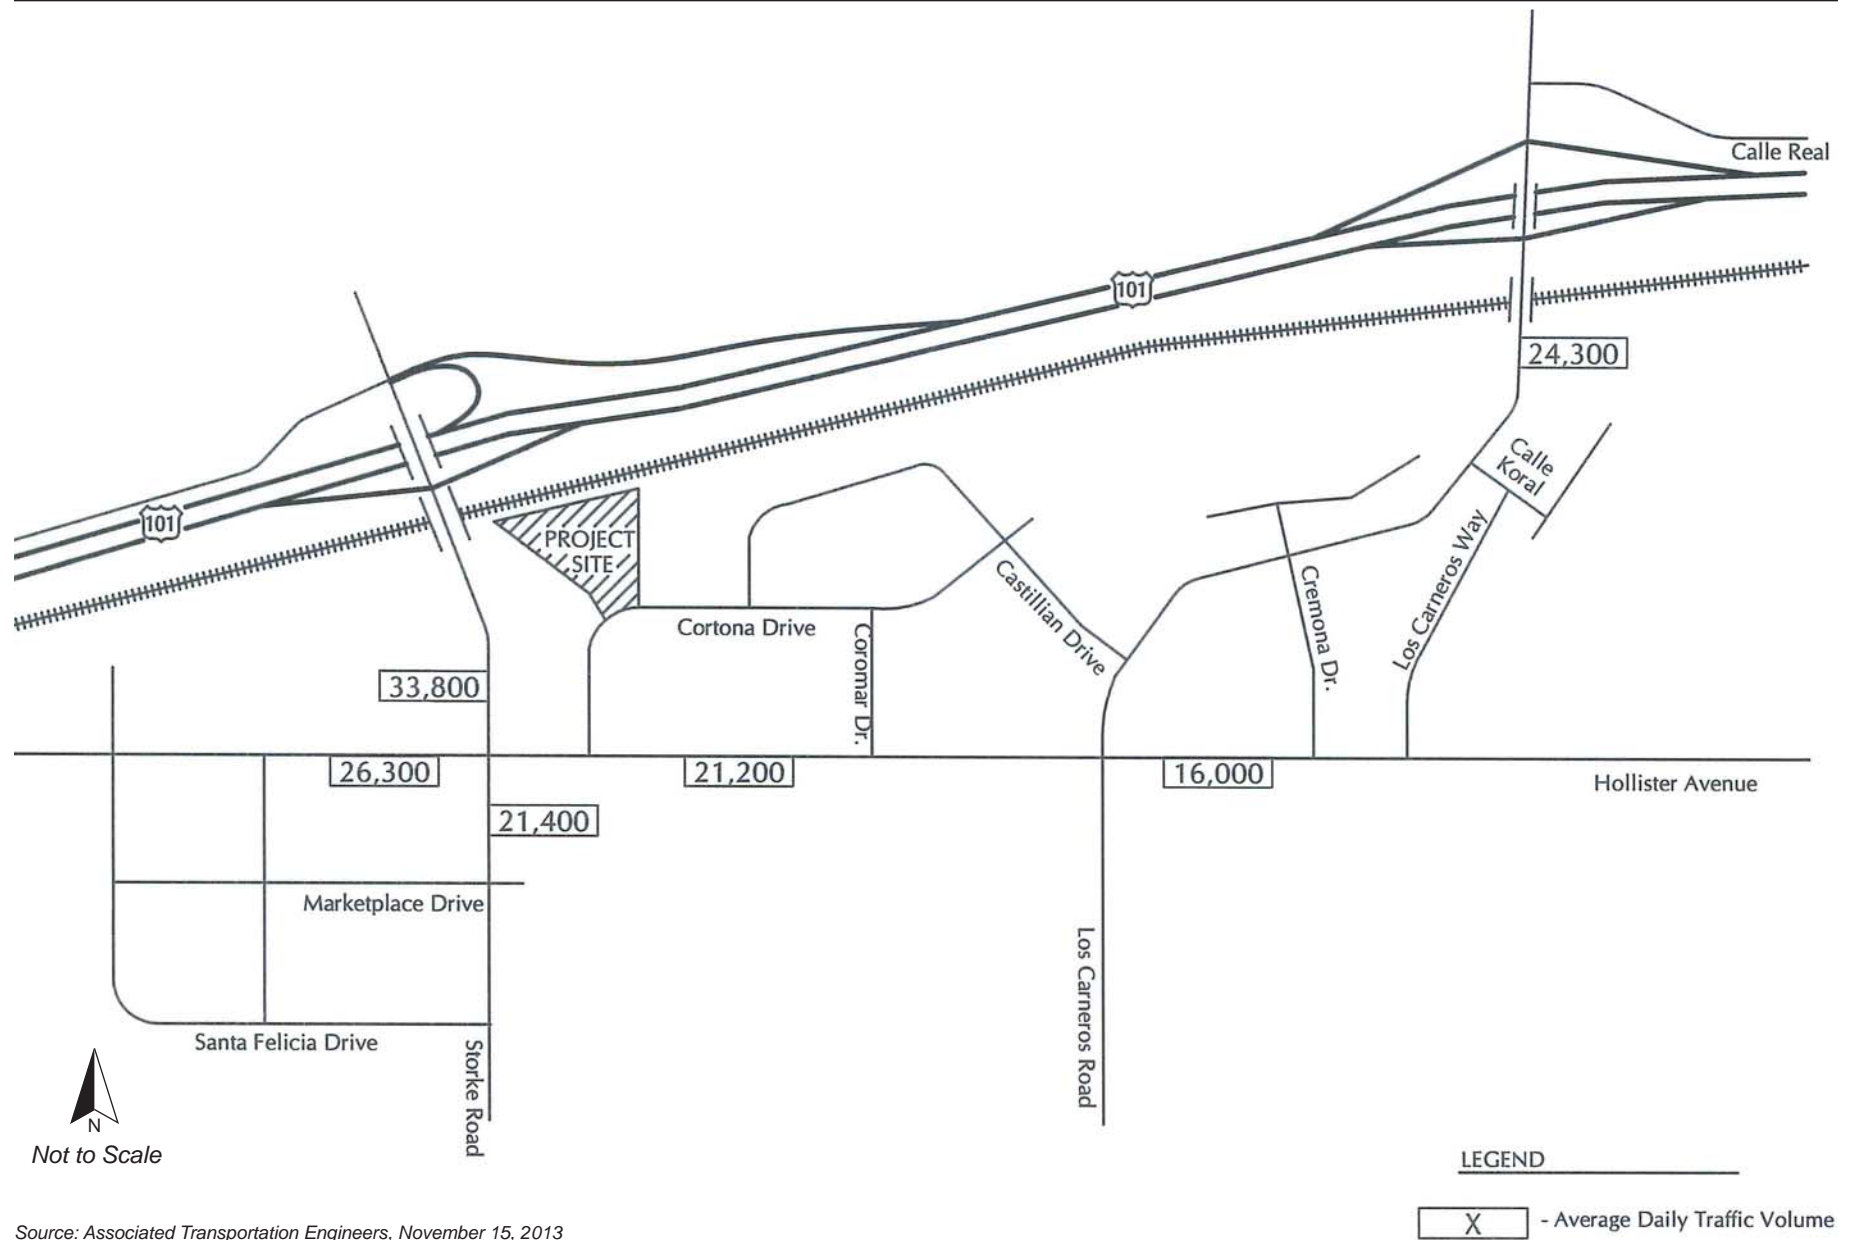 Calle Real
101
24,300
Calle
Koral
101
PROJECT
SITE
Castillian Drive
Cremona Dr.
Los Carneros Way
Cortona Drive
Coromar Dr.
33,800
26,300
21,200
16,000
Hollister Avenue
21,400
Marketplace Drive
Los Carneros Road
Santa Felicia Drive
Storke Road
N
Not to Scale
LEGEND
X - Average Daily Traffic Volume
Source: Associated Transportation Engineers, November 15, 2013